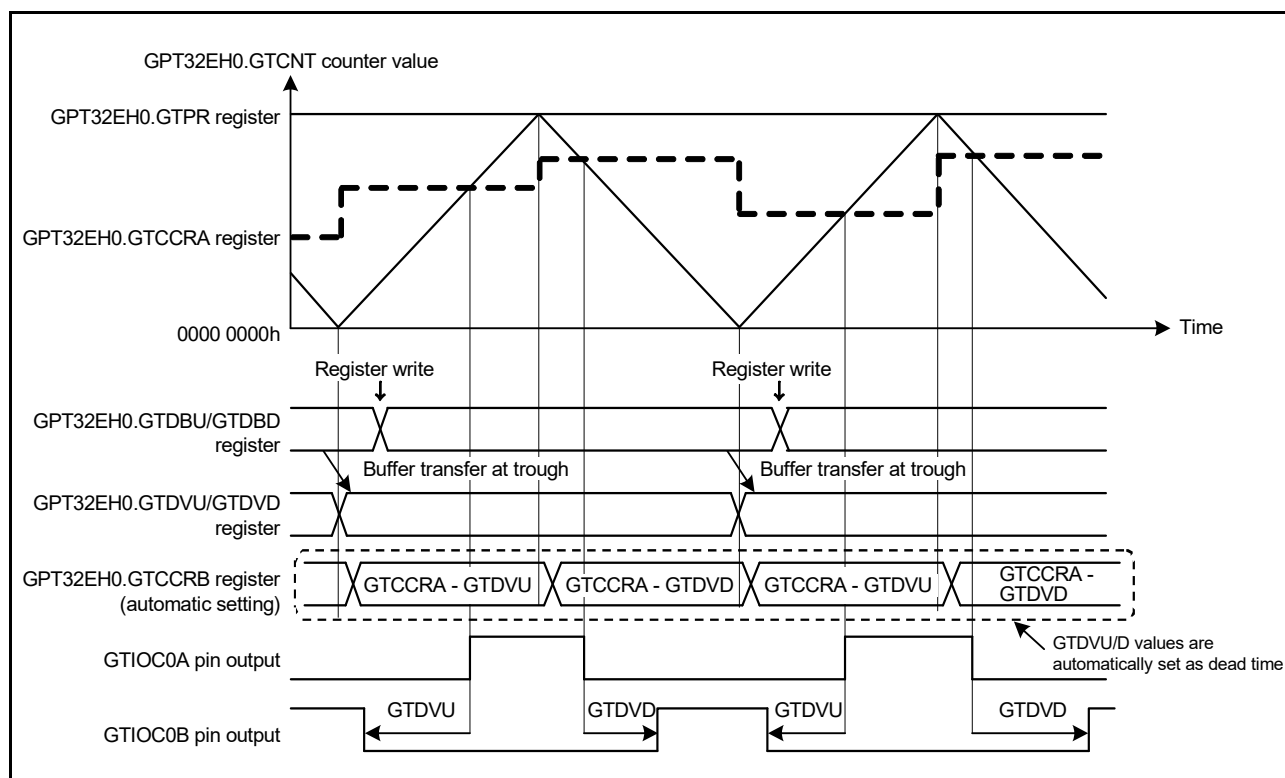 GPT32EH0.GTCNT counter value
GPT32EH0.GTPR register
GPT32EH0.GTCCRA register
0000 0000h
Time
Register write
Register write
GPT32EH0.GTDBU/GTDBD
register
Buffer transfer at trough
Buffer transfer at trough
GPT32EH0.GTDVU/GTDVD
register
GPT32EH0.GTCCRB register
(automatic setting)
GTCCRA - GTDVU
GTCCRA - GTDVD
GTCCRA - GTDVU
GTCCRA -
GTDVD
GTDVU/D values are
automatically set as dead time
GTIOC0A pin output
GTDVU
GTDVD
GTDVU
GTDVD
GTIOC0B pin output